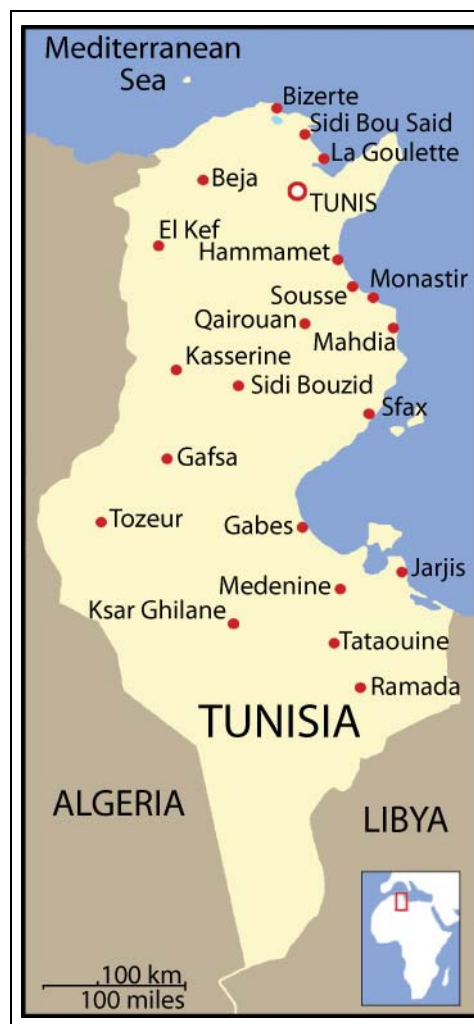 Mediterranean
Sea
Bizerte
Sidi Bou Said
La Goulette
Beja
TUNIS
El Kef
Hammamet
Monastir
Sousse
Qairouan
Mahdia
Kasserine
Sidi Bouzid
Sfax
Gafsa
Tozeur
Gabes
Jarjis
Medenine
Ksar Ghilane
Tataouine
Ramada
TUNISIA
ALGERIA
LIBYA
100 km
100 miles